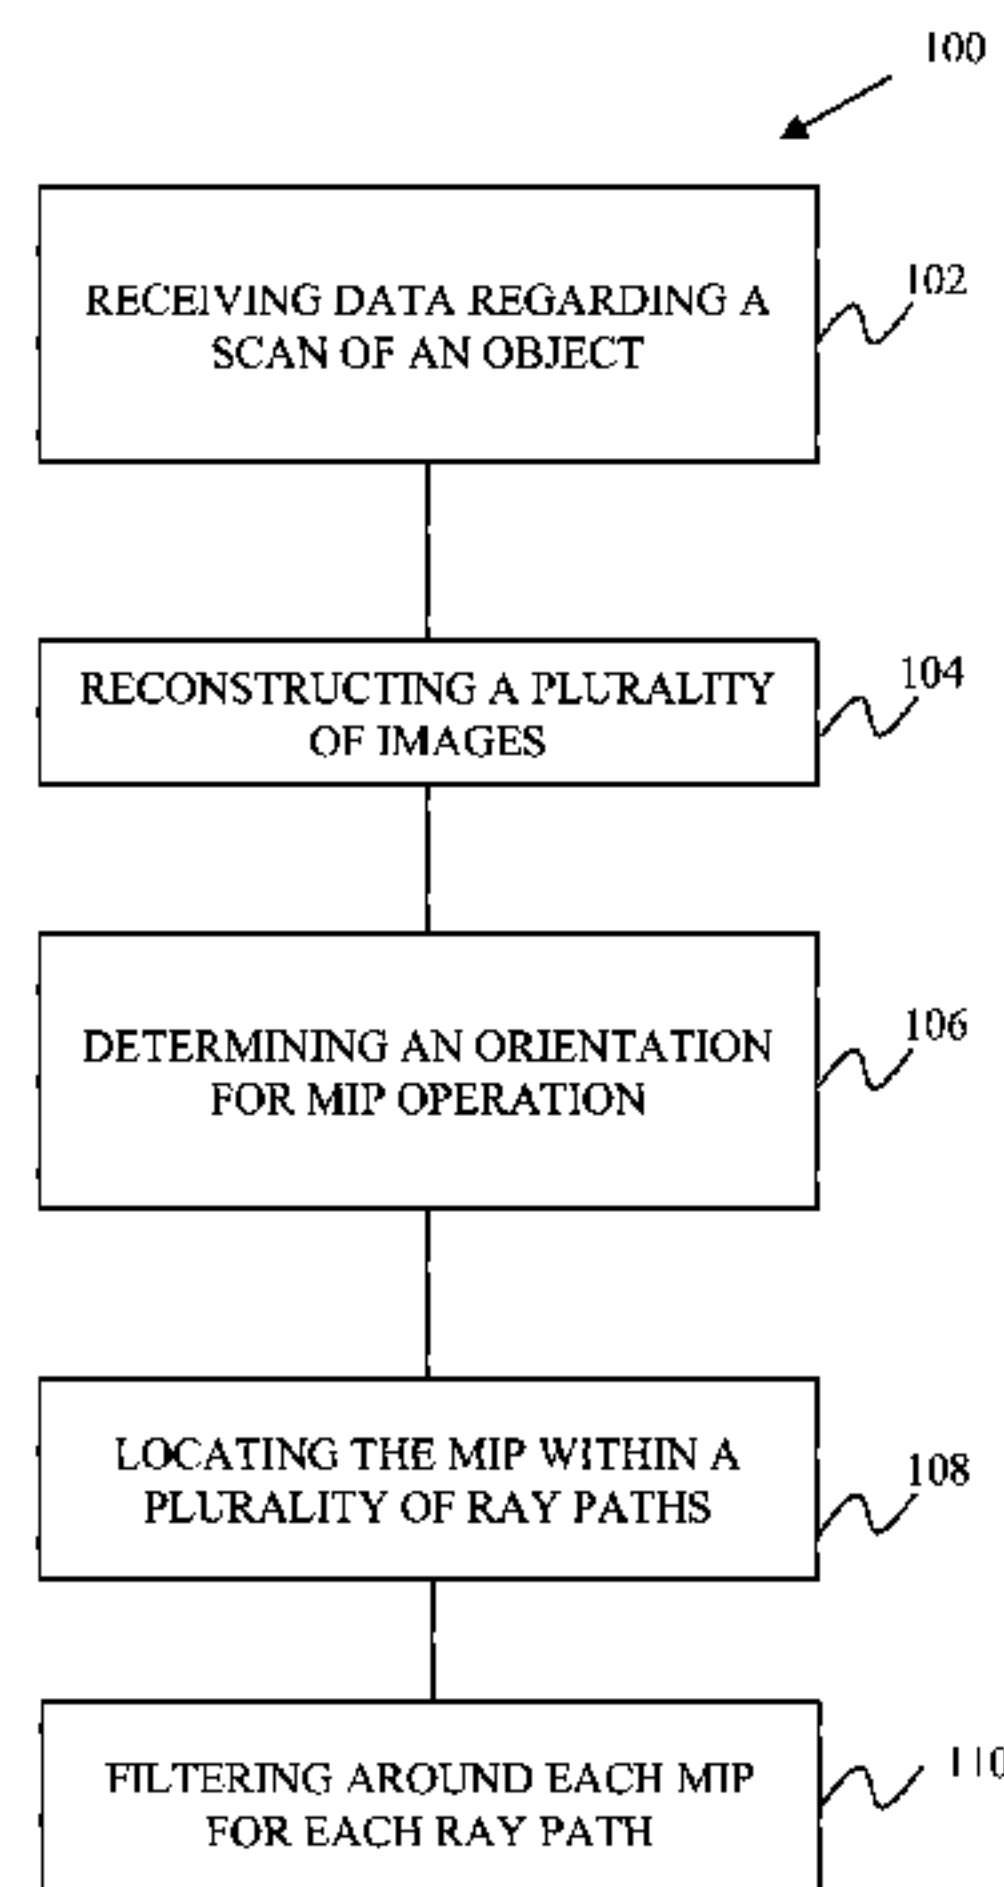 100
RECEIVING DATA REGARDING A
SCAN OF AN OBJECT
102
RECONSTRUCTING A PLURALITY
OF IMAGES
104
DETERMINING AN ORIENTATION
FOR MIP OPERATION
106
LOCATING THE MIP WITHIN A
PLURALITY OF RAY PATHS
108
FILTERING AROUND EACH MIP
FOR EACH RAY PATH
110